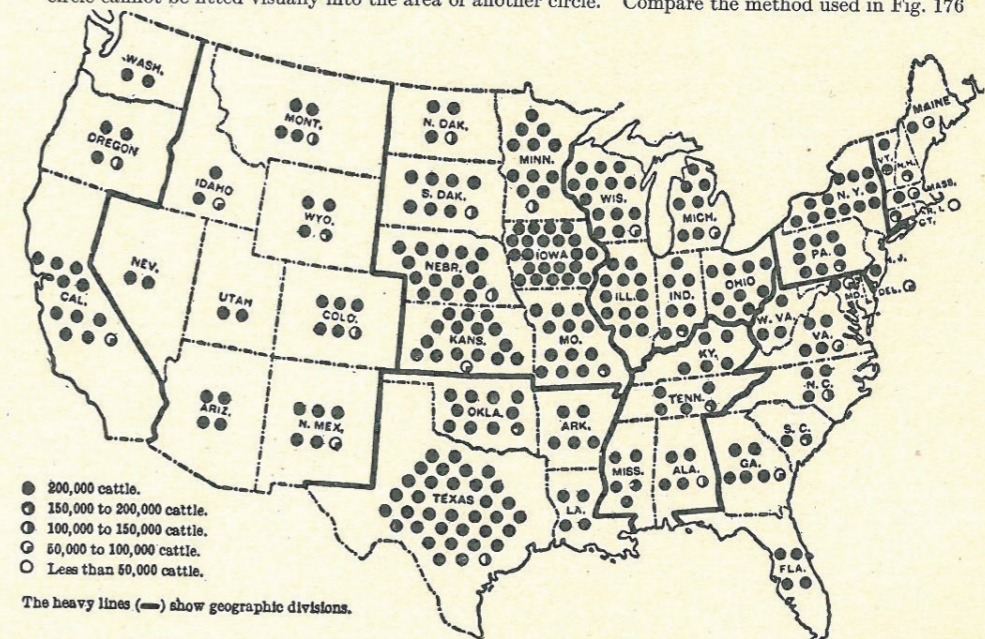 circle cannot be fitted visually into the area of another circle. Compare the method used in Fig. 176
WASH.
OREGON
IDAHO
MONT.
WYO.
NEV.
UTAH
COLO.
CAL.
ARIZ.
N. MEX.
N. DAK.
S. DAK.
NEBR.
KANS.
OKLA.
TEXAS
MINN.
IOWA
MO.
ARK.
LA.
WIS.
ILL.
MICH.
IND.
OHIO
KY.
TENN.
MISS.
ALA.
GA.
FLA.
S. C.
N. C.
VA.
W. VA.
MD.
DEL.
PA.
N. J.
N. Y.
CT.
R. I.
MASS.
VT.
N. H.
MAINE
200,000 cattle.
150,000 to 200,000 cattle.
100,000 to 150,000 cattle.
50,000 to 100,000 cattle.
Less than 50,000 cattle.
The heavy lines (━) show geographic divisions.